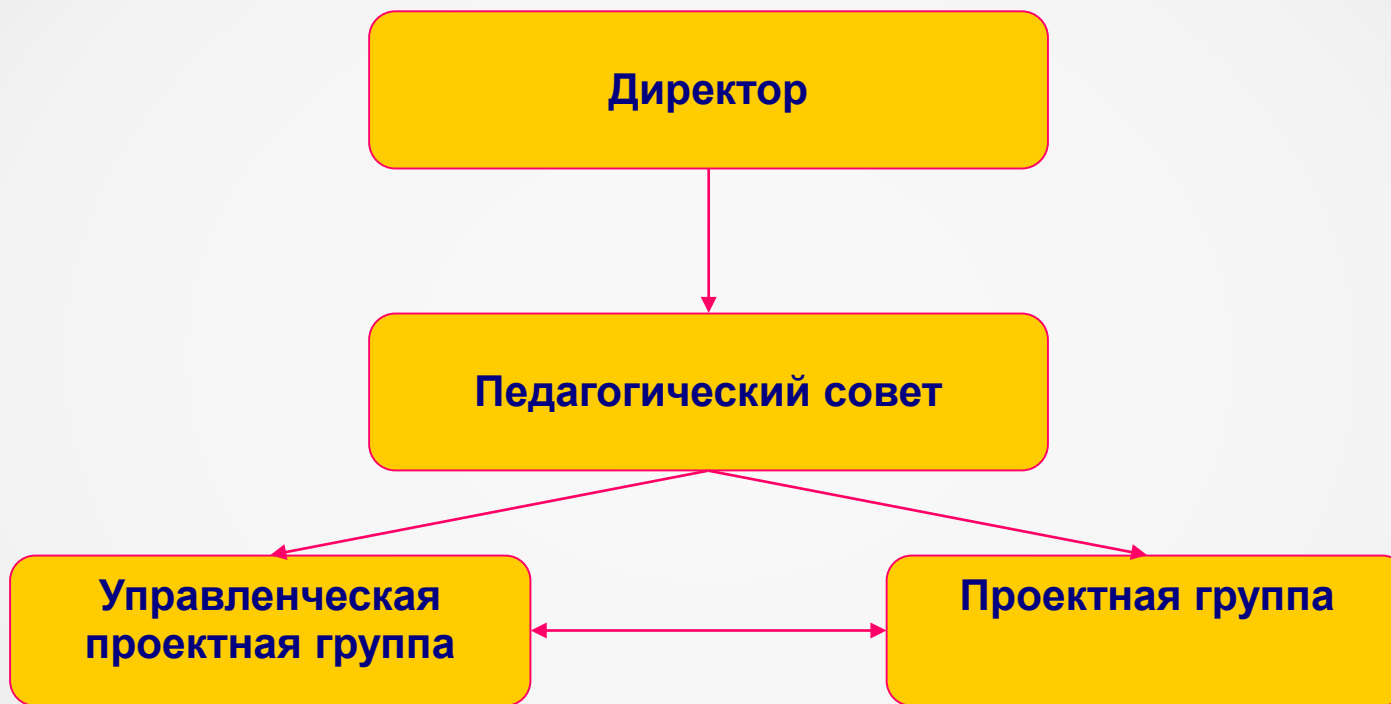 Директор
Педагогический совет
Управленческая
проектная группа
Проектная группа